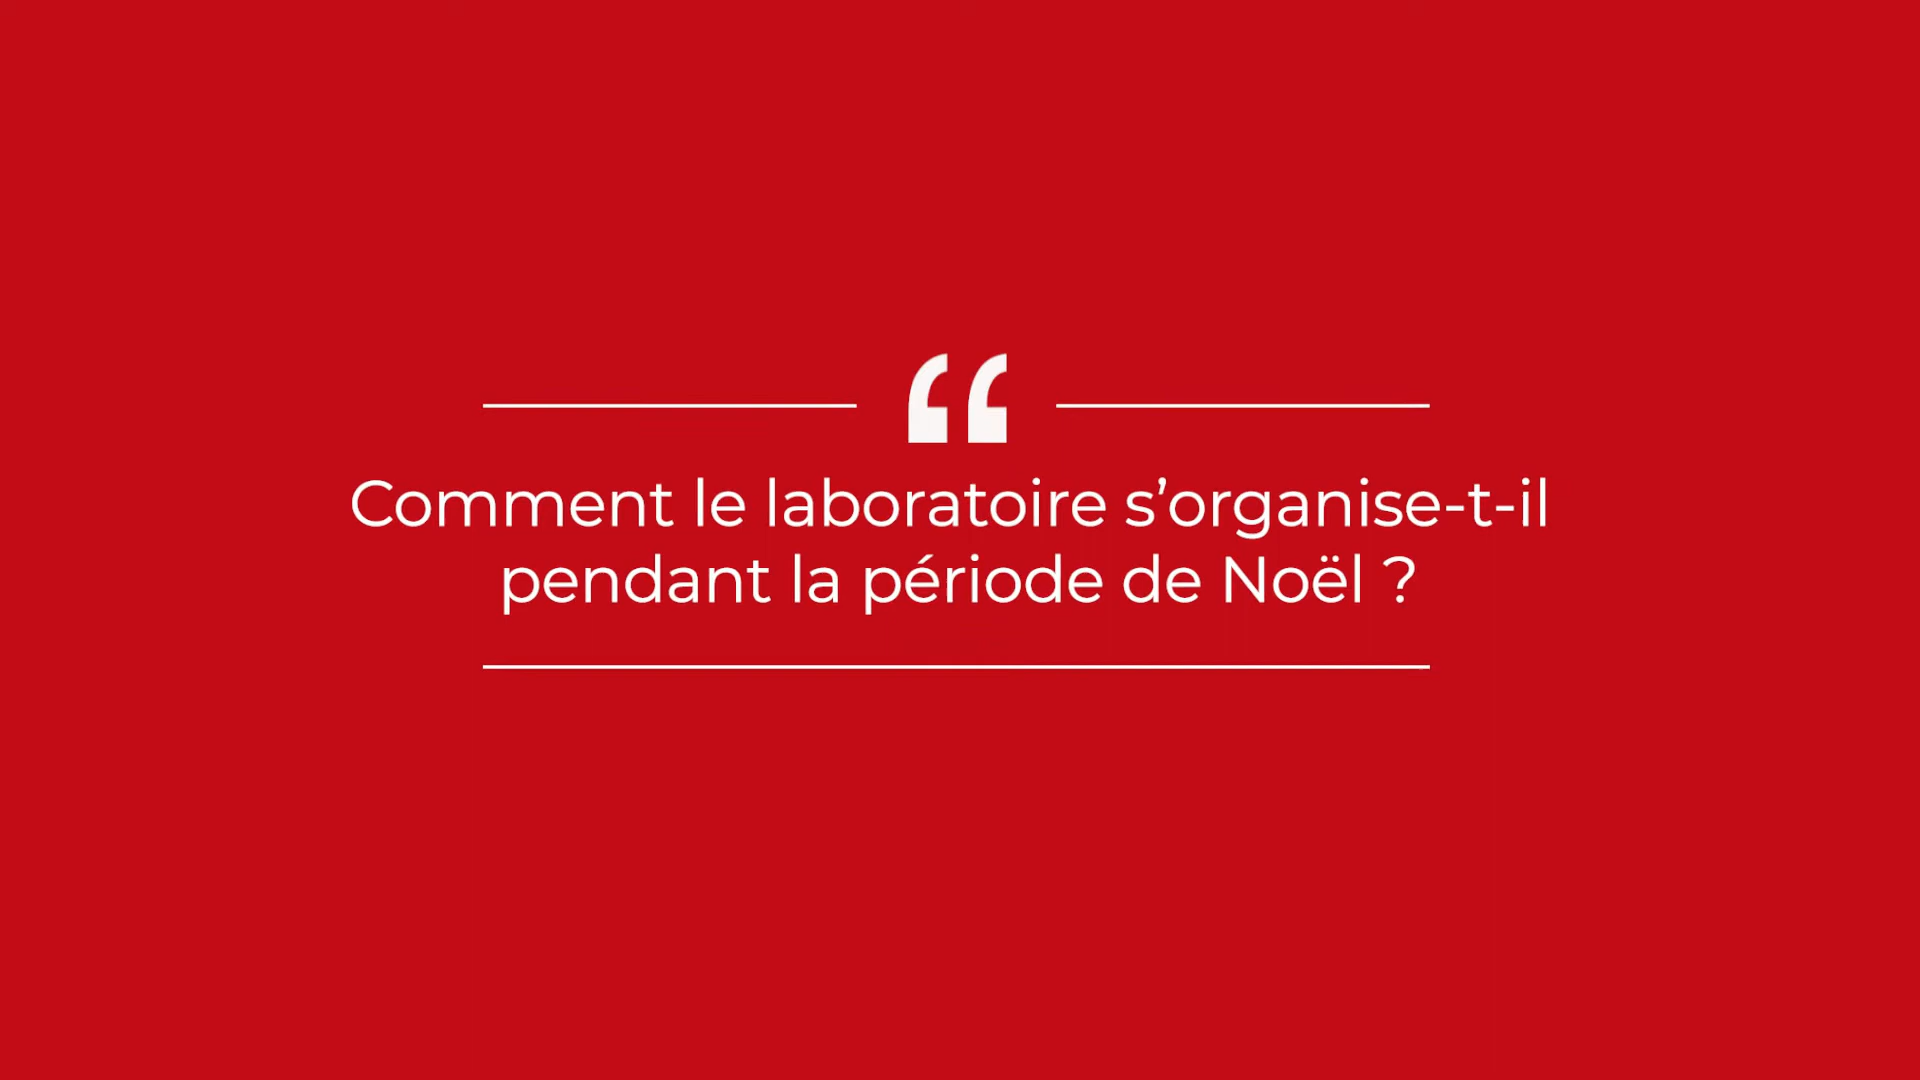 “
Comment le laboratoire s’organise-t-il
pendant la période de Noël ?